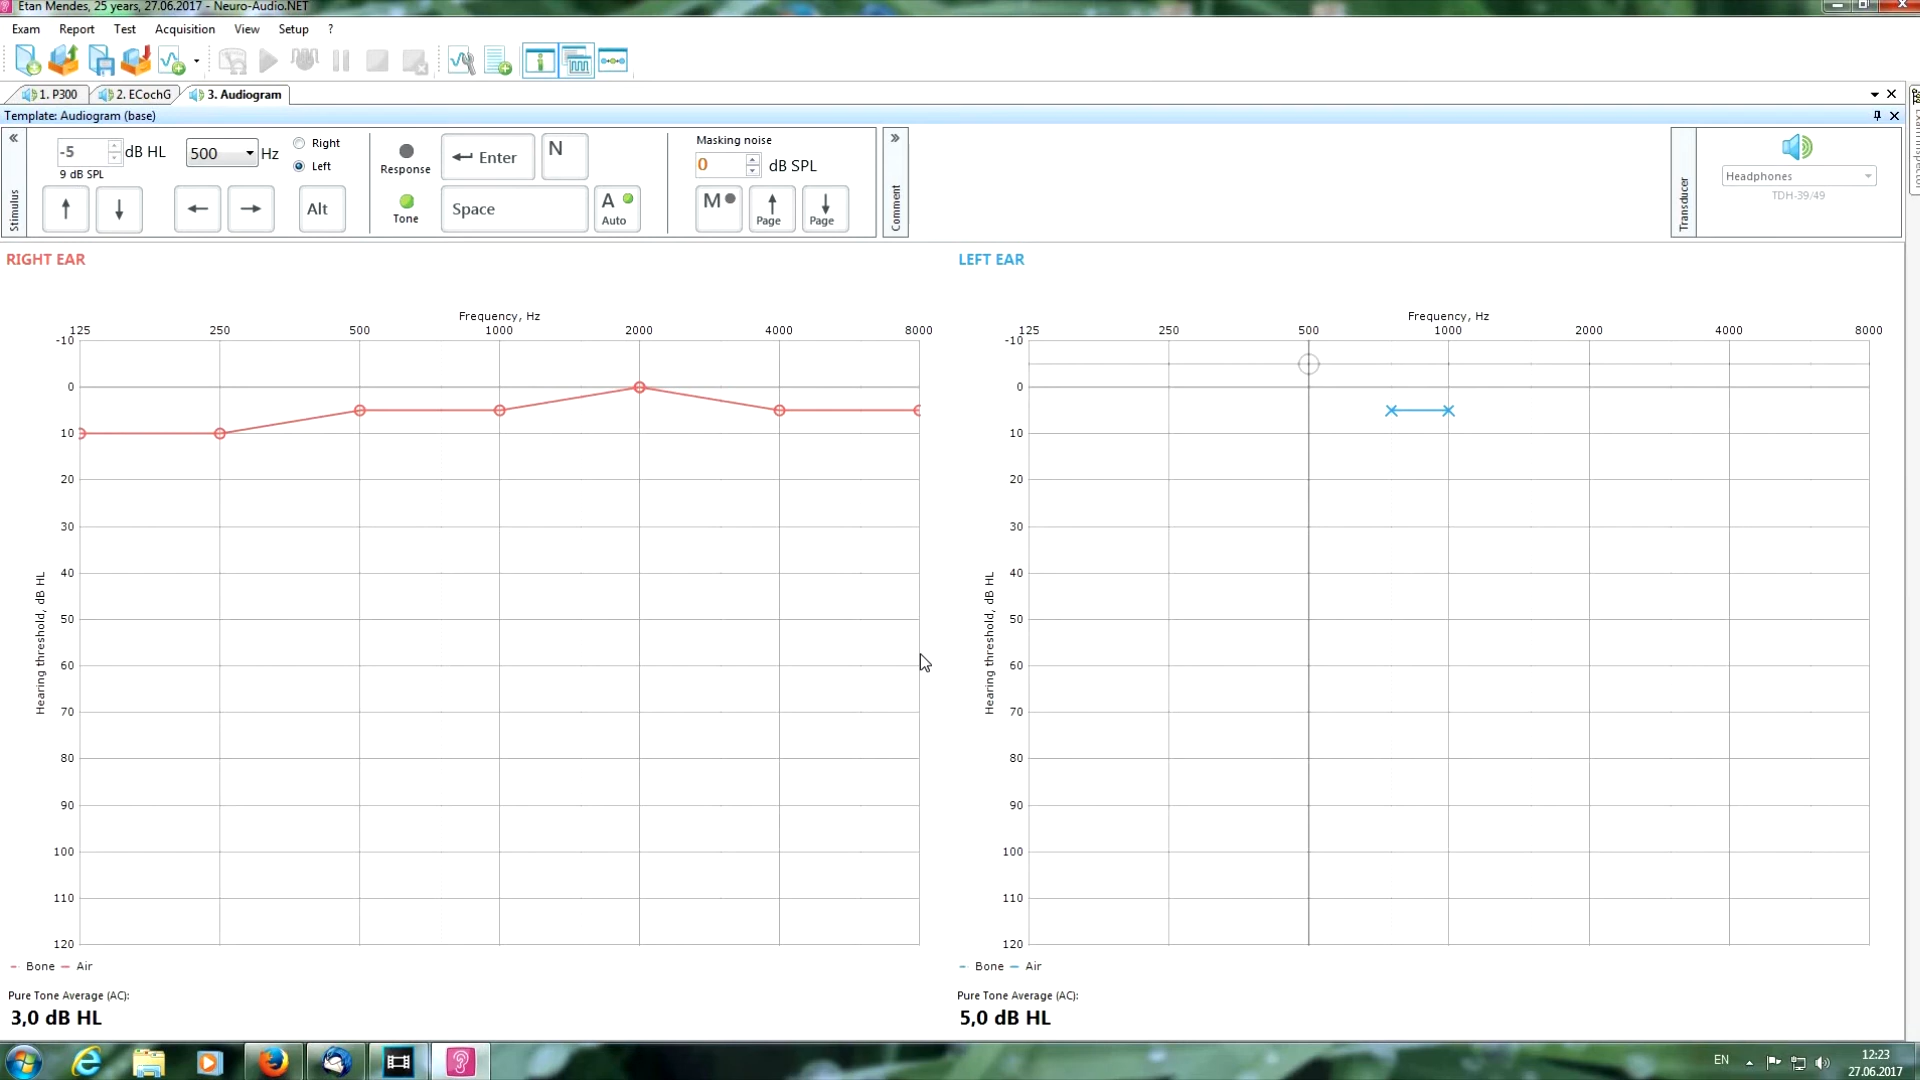 Etan Mendes, 25 years, 27.06.2017 - Neuro-Audio.NET
Exam Report Test Acquisition View Setup ?
1. P300 2. ECochG 3. Audiogram
Template: Audiogram (base)
Stimulus
-5 dB HL
9 dB SPL
500 Hz
Right
Left
Alt
Response
Tone
Enter
N
Space
A
Auto
Masking noise
0 dB SPL
M
Page
Page
Comment
Transducer
Headphones
TDH-39/49
RIGHT EAR
Frequency, Hz
125 250 500 1000 2000 4000 8000
-10
0
10
20
30
40
50
60
70
80
90
100
110
120
Hearing threshold, dB HL
Bone Air
Pure Tone Average (AC):
3,0 dB HL
LEFT EAR
Frequency, Hz
125 250 500 1000 2000 4000 8000
-10
0
10
20
30
40
50
60
70
80
90
100
110
120
Hearing threshold, dB HL
Bone Air
Pure Tone Average (AC):
5,0 dB HL
EN
12:23
27.06.2017